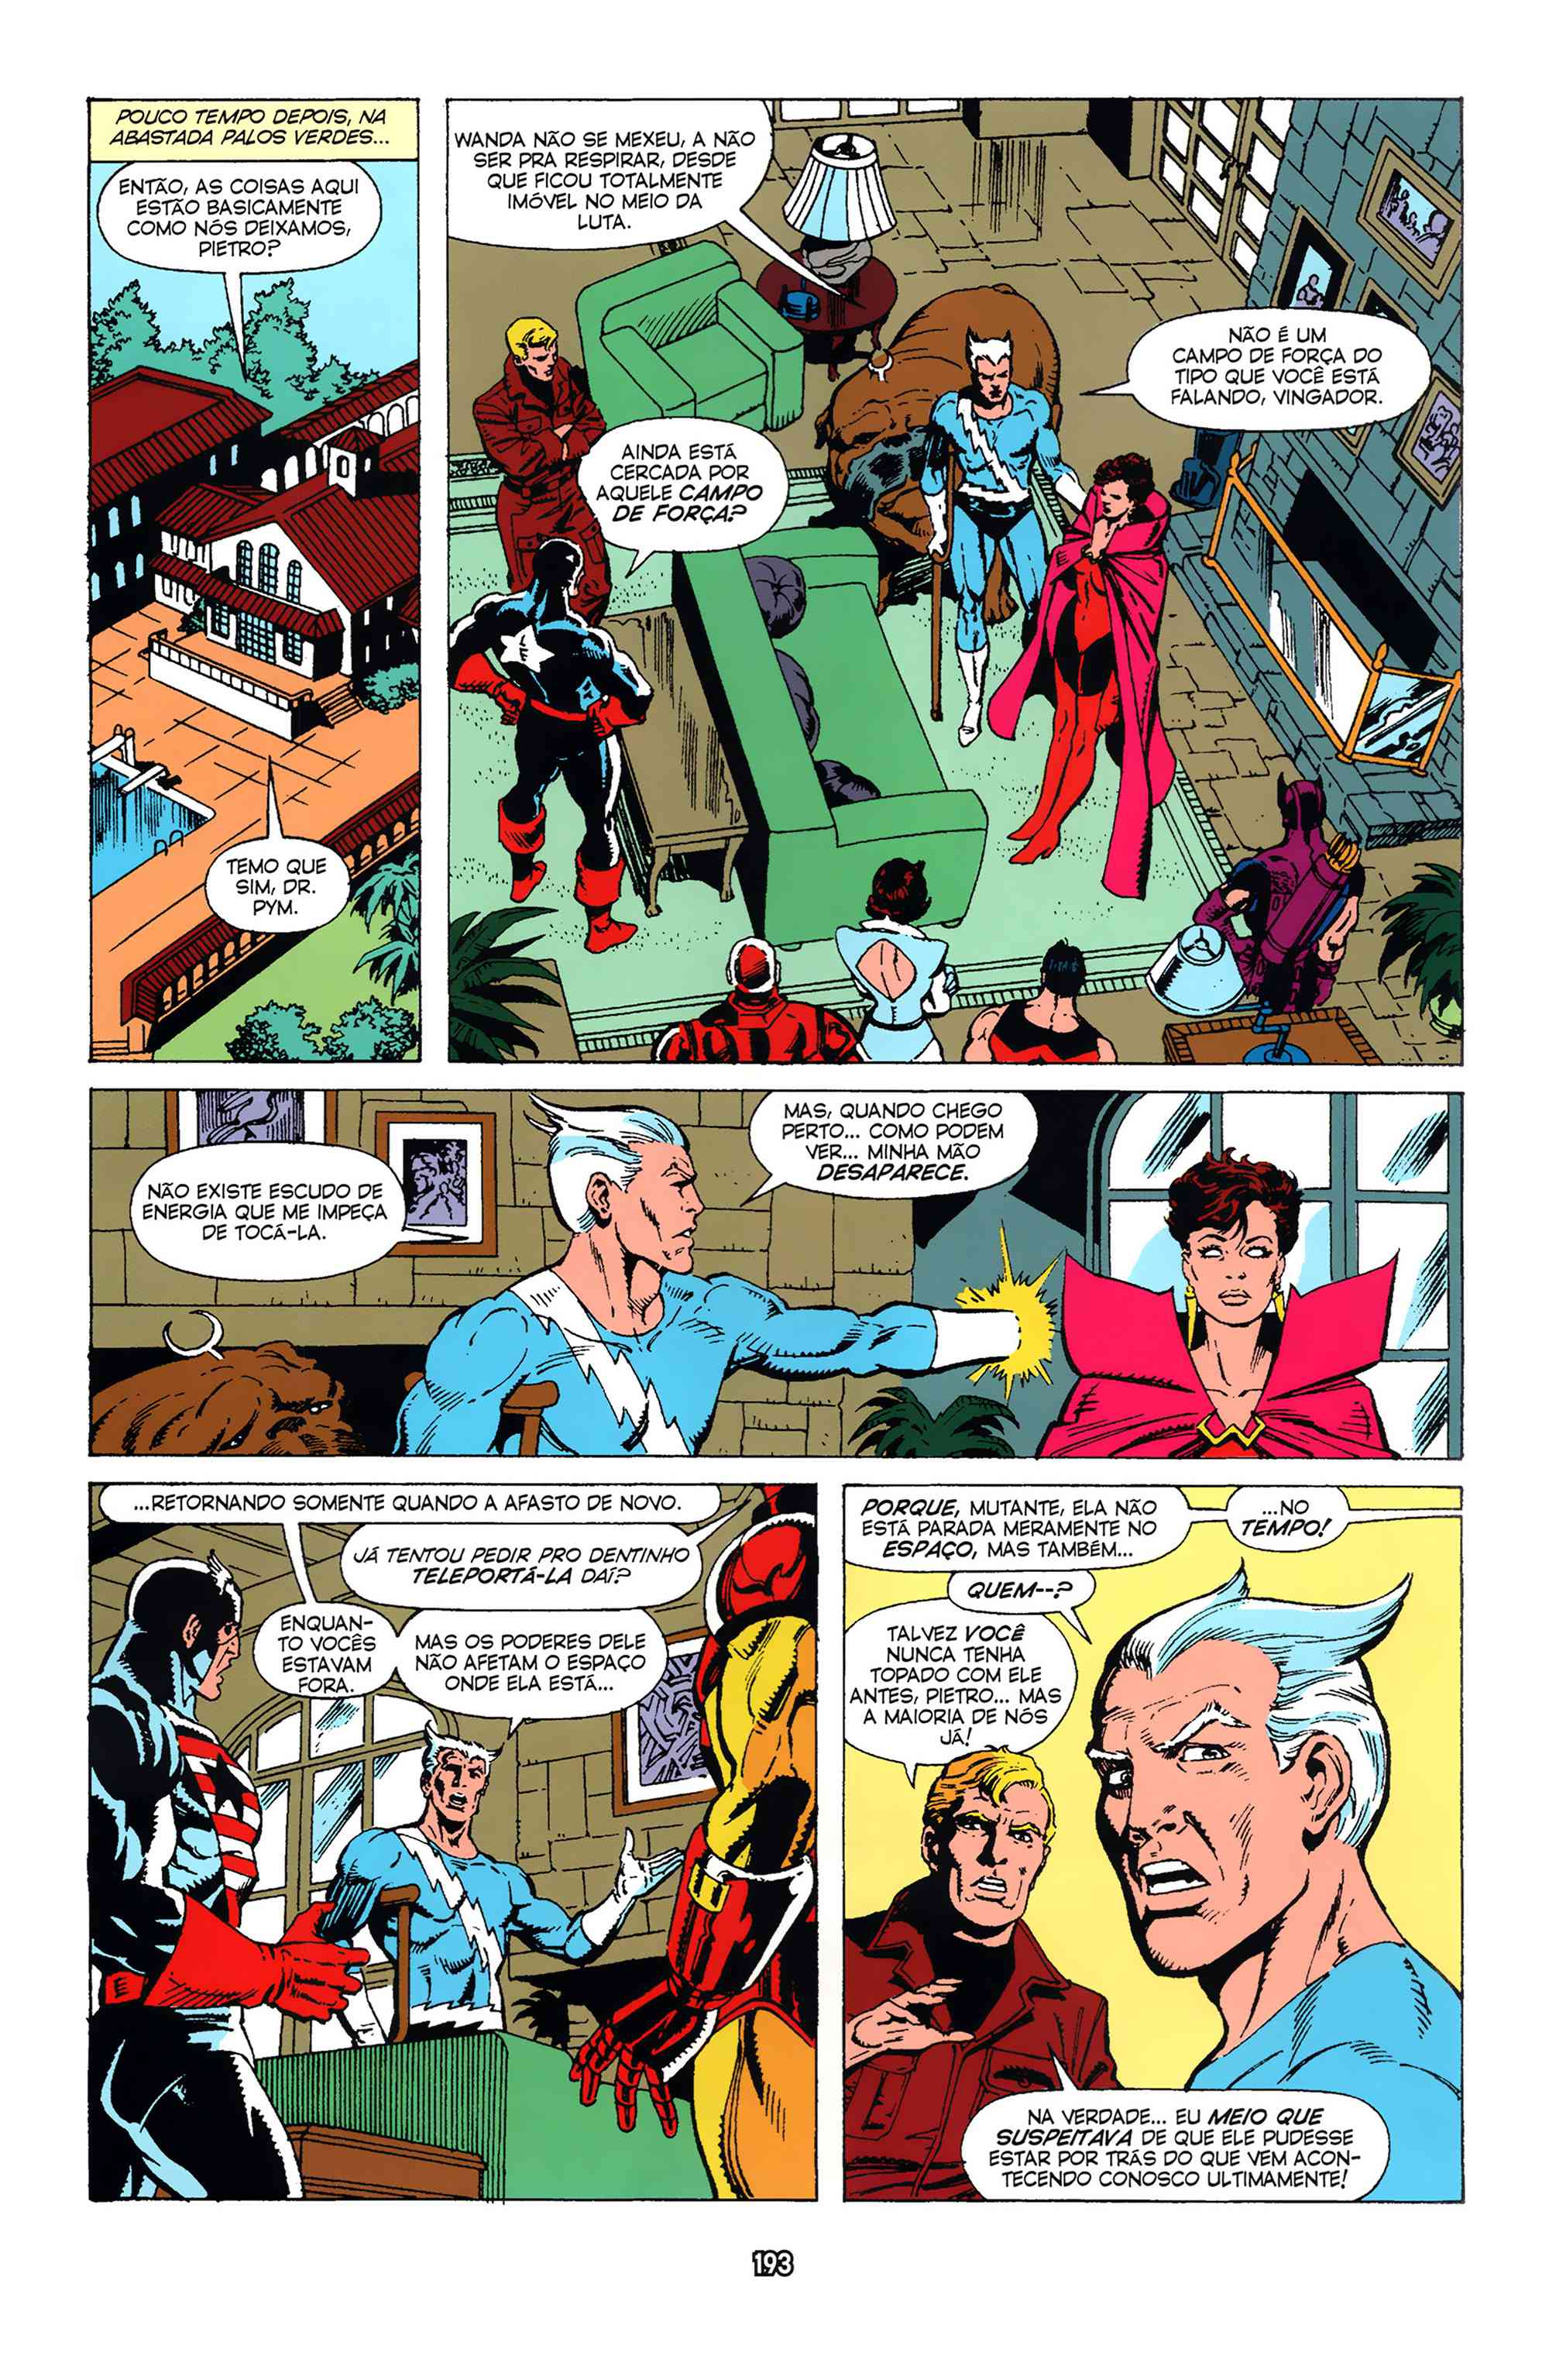 POUCO TEMPO DEPOIS, NA
ABASTADA PALOS VERDES...
ENTÃO, AS COISAS AQUI
ESTÃO BASICAMENTE
COMO NÓS DEIXAMOS,
PIETRO?
TEMO QUE
SIM, DR.
PYM.
WANDA NÃO SE MEXEU, A NÃO
SER PRA RESPIRAR, DESDE
QUE FICOU TOTALMENTE
IMÓVEL NO MEIO DA
LUTA.
AINDA ESTÁ
CERCADA POR
AQUELE CAMPO
DE FORÇA?
NÃO É UM
CAMPO DE FORÇA DO
TIPO QUE VOCÊ ESTÁ
FALANDO, VINGADOR.
NÃO EXISTE ESCUDO DE
ENERGIA QUE ME IMPEÇA
DE TOCÁ-LA.
MAS, QUANDO CHEGO
PERTO... COMO PODEM
VER... MINHA MÃO
DESAPARECE.
...RETORNANDO SOMENTE QUANDO A AFASTO DE NOVO.
JÁ TENTOU PEDIR PRO DENTINHO
TELEPORTÁ-LA DAÍ?
ENQUAN-
TO VOCÊS
ESTAVAM
FORA.
MAS OS PODERES DELE
NÃO AFETAM O ESPAÇO
ONDE ELA ESTÁ...
PORQUE, MUTANTE, ELA NÃO
ESTÁ PARADA MERAMENTE NO
ESPAÇO, MAS TAMBÉM...
...NO
TEMPO!
QUEM--?
TALVEZ VOCÊ
NUNCA TENHA
TOPADO COM ELE
ANTES, PIETRO... MAS
A MAIORIA DE NÓS
JÁ!
NA VERDADE... EU MEIO QUE
SUSPEITAVA DE QUE ELE PUDESSE
ESTAR POR TRÁS DO QUE VEM ACON-
TECENDO CONOSCO ULTIMAMENTE!
193